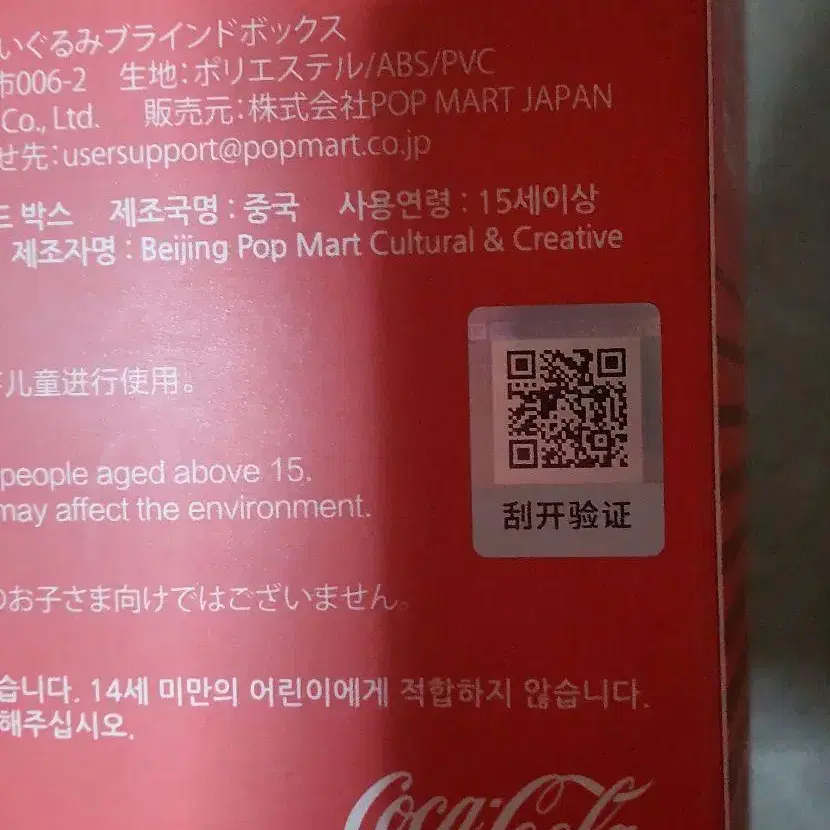 いぐるみブラインドボックス
市006-2 生地:ポリエステル/ABS/PVC
Co., Ltd. 販売元:株式会社POP MART JAPAN
せ先:usersupport@popmart.co.jp
드 박스 제조국명 : 중국 사용연령 : 15세이상
제조자명 : Beijing Pop Mart Cultural & Creative
儿童进行使用。
people aged above 15.
may affect the environment.
刮开验证
のお子さま向けではございません。
습니다. 14세 미만의 어린이에게 적합하지 않습니다.
해주십시오.
Coca-Cola